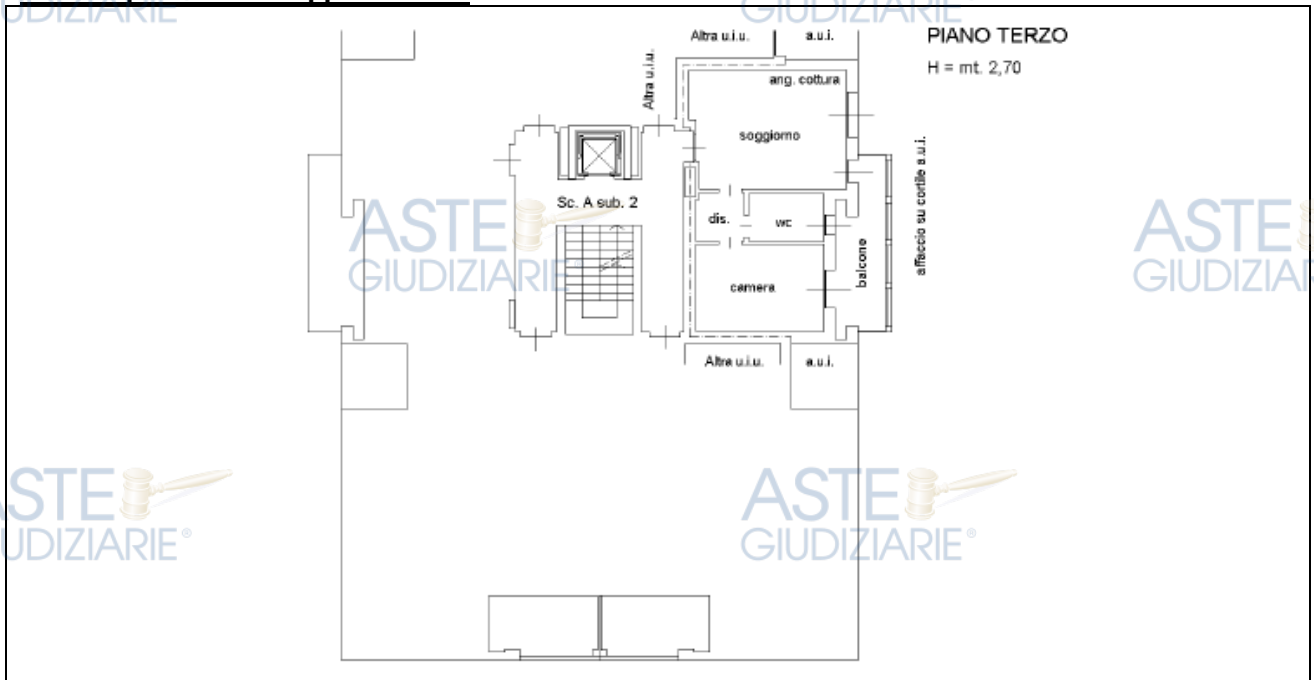 GIUDIZIARIE®
GIUDIZIARIE®
Altra u.i.u.
a.u.i.
PIANO TERZO
H = mt. 2,70
Altra u.i.u.
ang. cottura
soggiorno
affaccio su cortile a.u.i.
ASTE
GIUDIZIARIE
Sc. A sub. 2
dis.
wc
balcone
camera
ASTE
GIUDIZIAR
Altra u.i.u.
a.u.i.
ASTE
GIUDIZIARIE®
ASTE
GIUDIZIARIE®